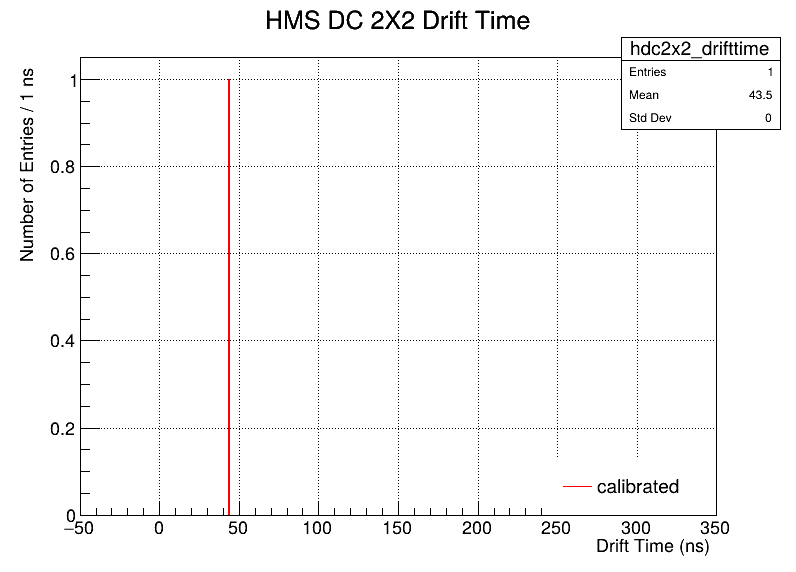 HMS DC 2X2 Drift Time
hdc2x2_drifttime
Entries 1
Mean 43.5
Std Dev 0
Number of Entries / 1 ns
1
0.8
0.6
0.4
0.2
0
−50 0 50 100 150 200 250 300 350
Drift Time (ns)
calibrated